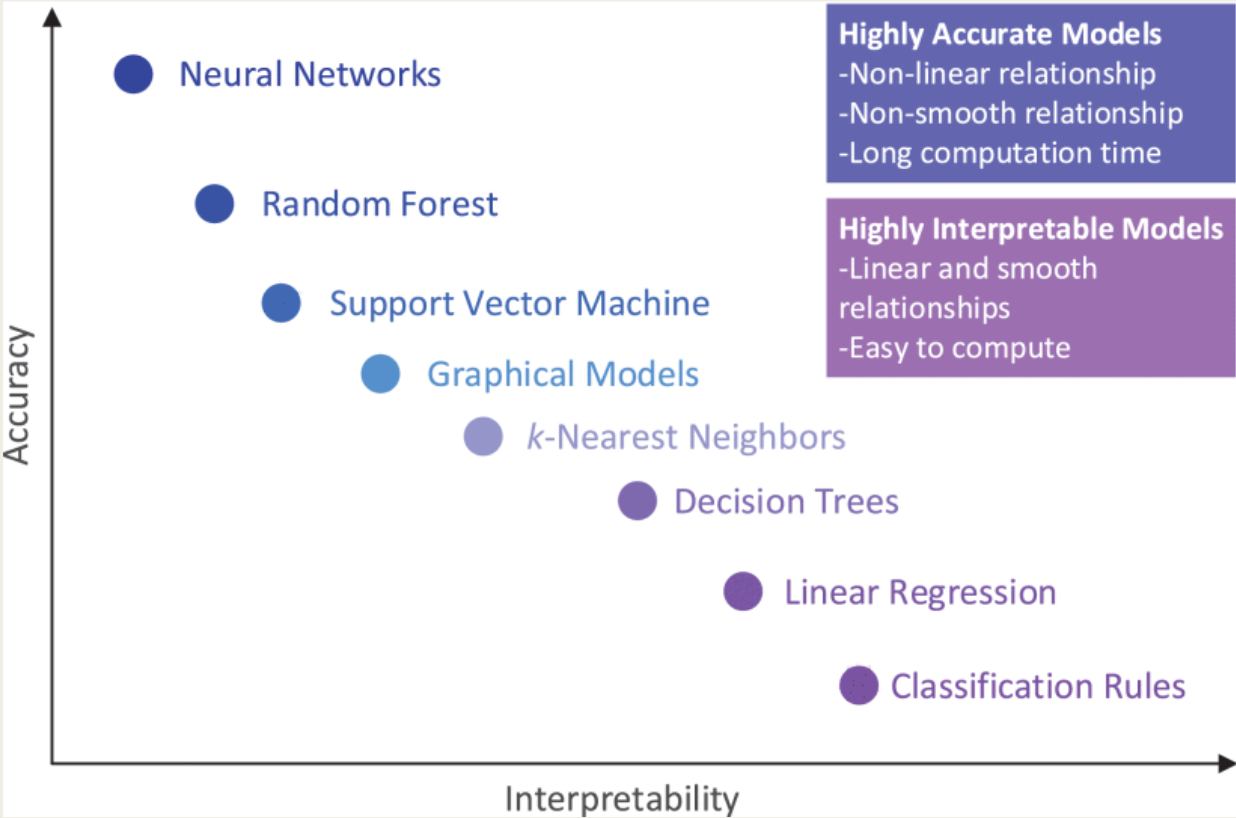 Accuracy
Neural Networks
Random Forest
Support Vector Machine
Graphical Models
k-Nearest Neighbors
Decision Trees
Linear Regression
Classification Rules
Highly Accurate Models
-Non-linear relationship
-Non-smooth relationship
-Long computation time
Highly Interpretable Models
-Linear and smooth
relationships
-Easy to compute
Interpretability